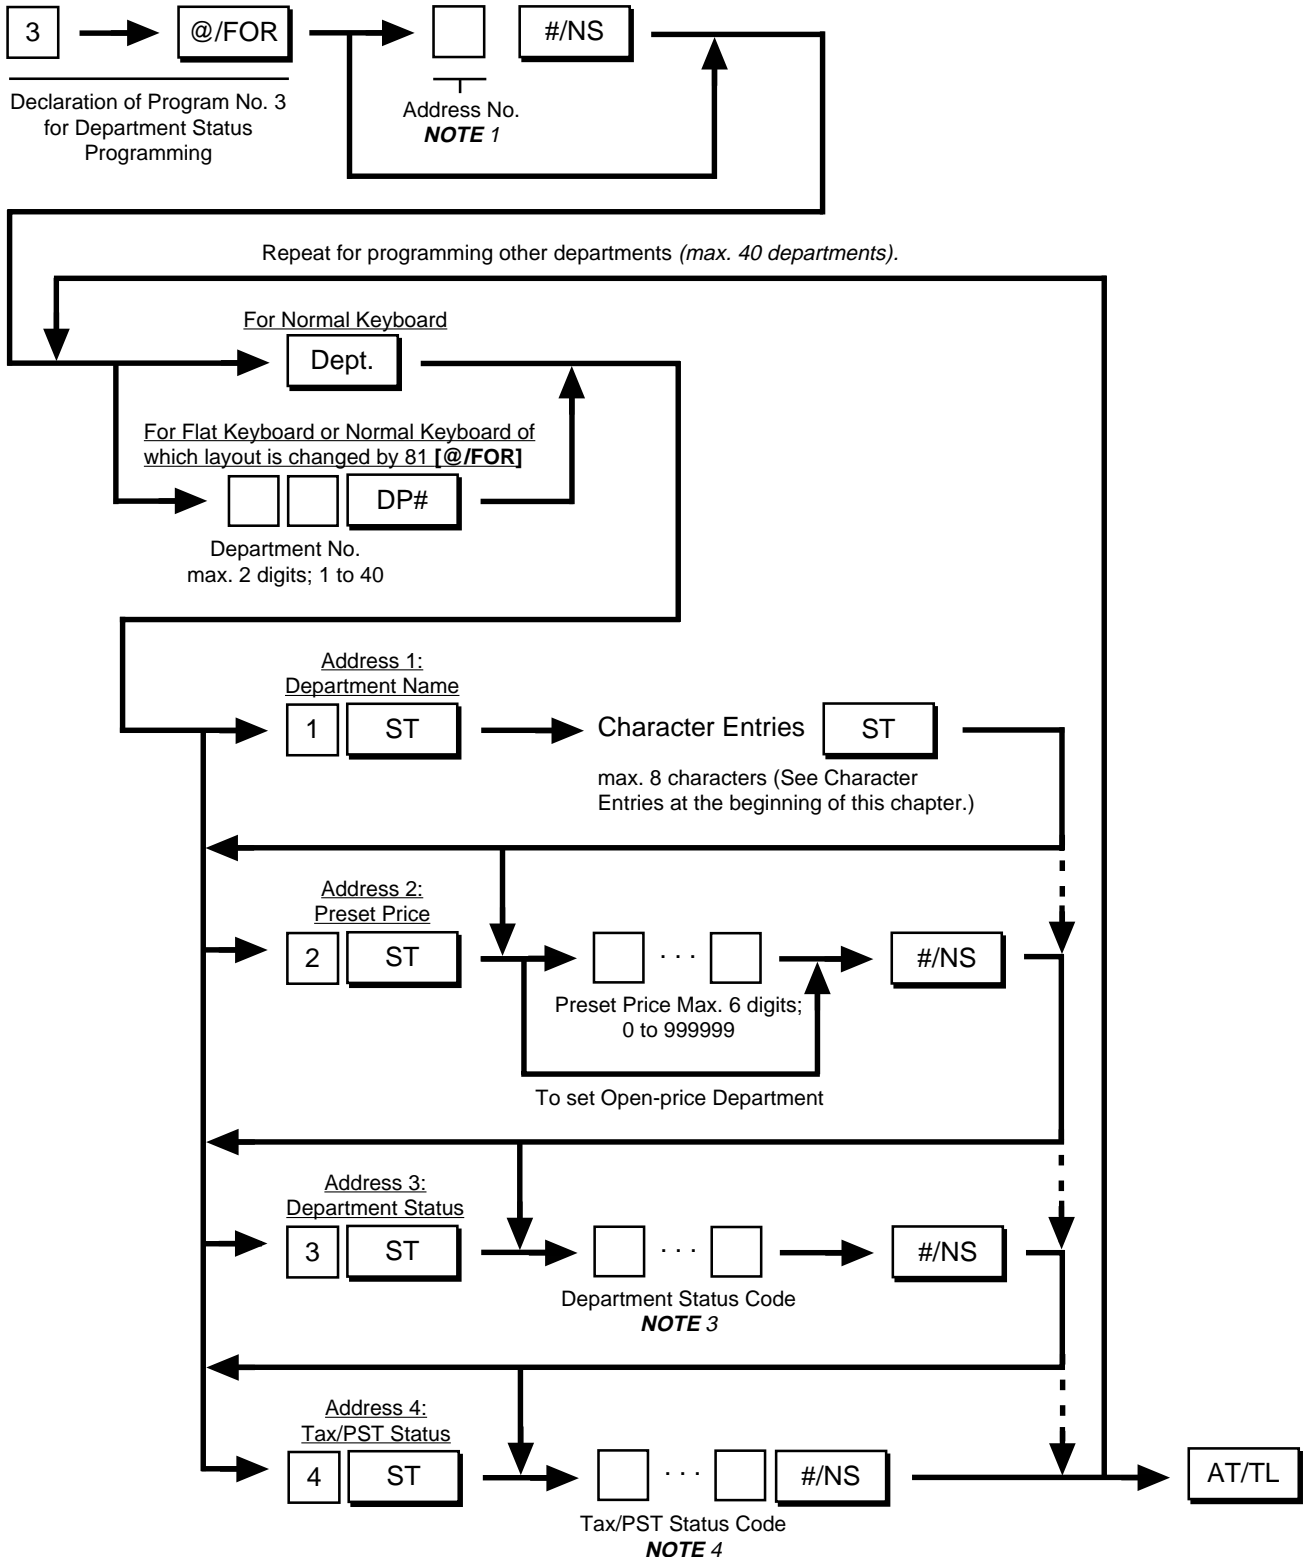 3 @/FOR #/NS
Declaration of Program No. 3
for Department Status
Programming
Address No.
NOTE 1
Repeat for programming other departments (max. 40 departments).
For Normal Keyboard
Dept.
For Flat Keyboard or Normal Keyboard of
which layout is changed by 81 [@/FOR]
DP#
Department No.
max. 2 digits; 1 to 40
Address 1:
Department Name
1 ST Character Entries ST
max. 8 characters (See Character
Entries at the beginning of this chapter.)
Address 2:
Preset Price
2 ST · · · #/NS
Preset Price Max. 6 digits;
0 to 999999
To set Open-price Department
Address 3:
Department Status
3 ST · · · #/NS
Department Status Code
NOTE 3
Address 4:
Tax/PST Status
4 ST · · · #/NS AT/TL
Tax/PST Status Code
NOTE 4